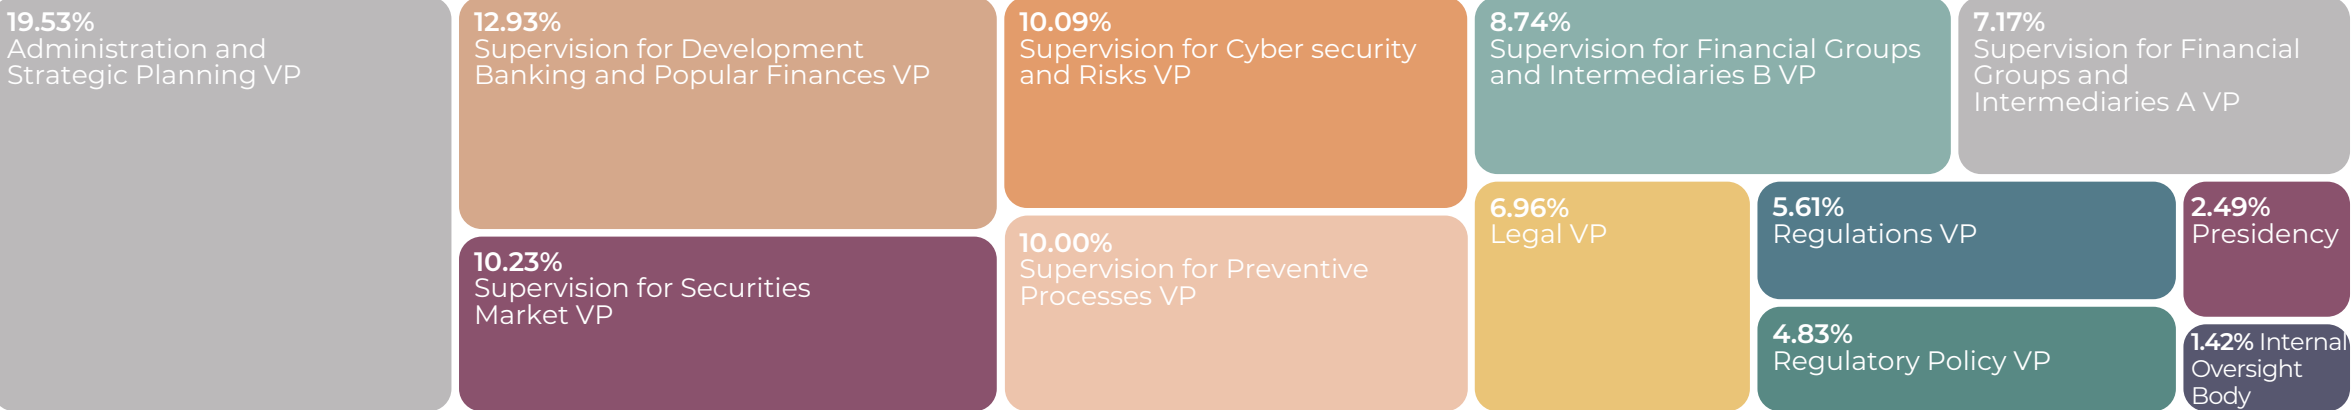 19.53%
Administration and
Strategic Planning VP
12.93%
Supervision for Development
Banking and Popular Finances VP
10.23%
Supervision for Securities
Market VP
10.09%
Supervision for Cyber security
and Risks VP
10.00%
Supervision for Preventive
Processes VP
8.74%
Supervision for Financial Groups
and Intermediaries B VP
7.17%
Supervision for Financial
Groups and
Intermediaries A VP
6.96%
Legal VP
5.61%
Regulations VP
4.83%
Regulatory Policy VP
2.49%
Presidency
1.42% Internal
Oversight
Body